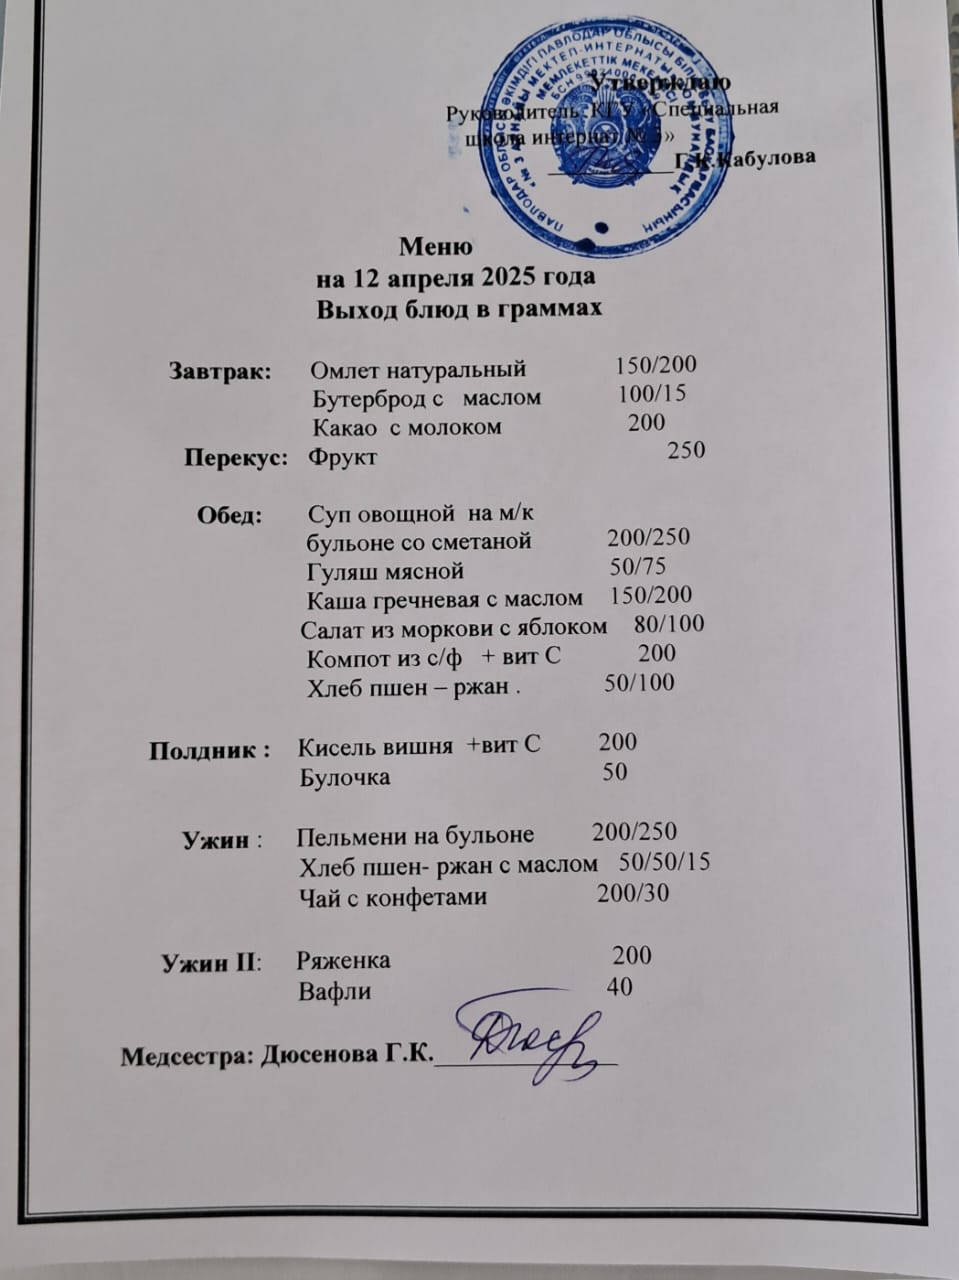 Утверждаю
Руководитель КГУ «Специальная
школа интернат № 3»
Г.К.Кабулова
Меню
на 12 апреля 2025 года
Выход блюд в граммах
Завтрак: Омлет натуральный 150/200
Бутерброд с маслом 100/15
Какао с молоком 200
Перекус: Фрукт 250
Обед: Суп овощной на м/к
бульоне со сметаной 200/250
Гуляш мясной 50/75
Каша гречневая с маслом 150/200
Салат из моркови с яблоком 80/100
Компот из с/ф + вит С 200
Хлеб пшен – ржан . 50/100
Полдник : Кисель вишня +вит С 200
Булочка 50
Ужин : Пельмени на бульоне 200/250
Хлеб пшен- ржан с маслом 50/50/15
Чай с конфетами 200/30
Ужин II: Ряженка 200
Вафли 40
Медсестра: Дюсенова Г.К.